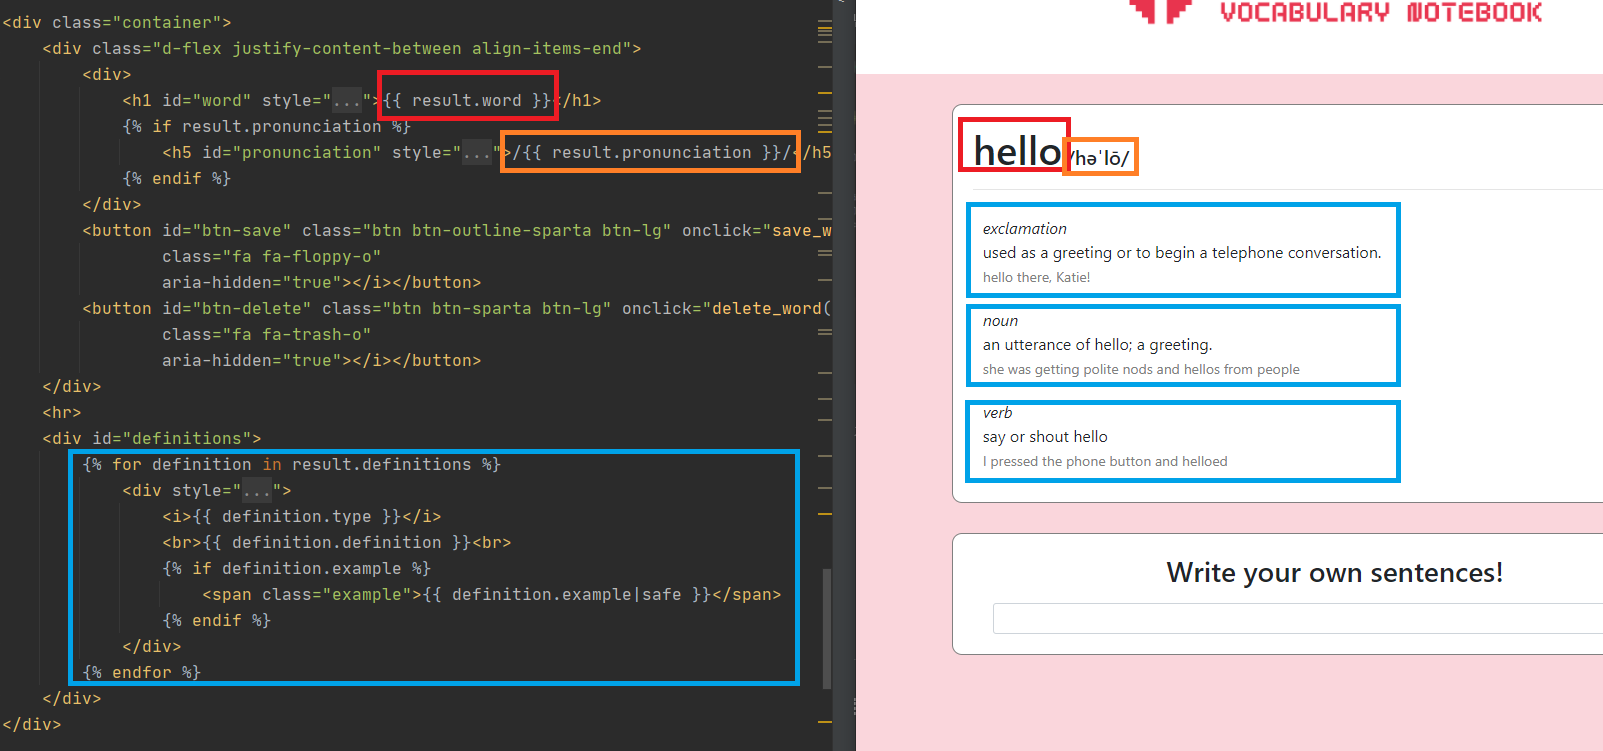 <div class="container">
<div class="d-flex justify-content-between align-items-end">
<div>
<h1 id="word" style="...">{{ result.word }}</h1>
{% if result.pronunciation %}
<h5 id="pronunciation" style="...">/{{ result.pronunciation }}/</h5
{% endif %}
</div>
<button id="btn-save" class="btn btn-outline-sparta btn-lg" onclick="save_w
class="fa fa-floppy-o"
aria-hidden="true"></i></button>
<button id="btn-delete" class="btn btn-sparta btn-lg" onclick="delete_word(
class="fa fa-trash-o"
aria-hidden="true"></i></button>
</div>
<hr>
<div id="definitions">
{% for definition in result.definitions %}
<div style="...">
<i>{{ definition.type }}</i>
<br>{{ definition.definition }}<br>
{% if definition.example %}
<span class="example">{{ definition.example|safe }}</span>
{% endif %}
</div>
{% endfor %}
</div>
</div>
VOCABULARY NOTEBOOK
hello /həˈlō/
exclamation
used as a greeting or to begin a telephone conversation.
hello there, Katie!
noun
an utterance of hello; a greeting.
she was getting polite nods and hellos from people
verb
say or shout hello
I pressed the phone button and helloed
Write your own sentences!